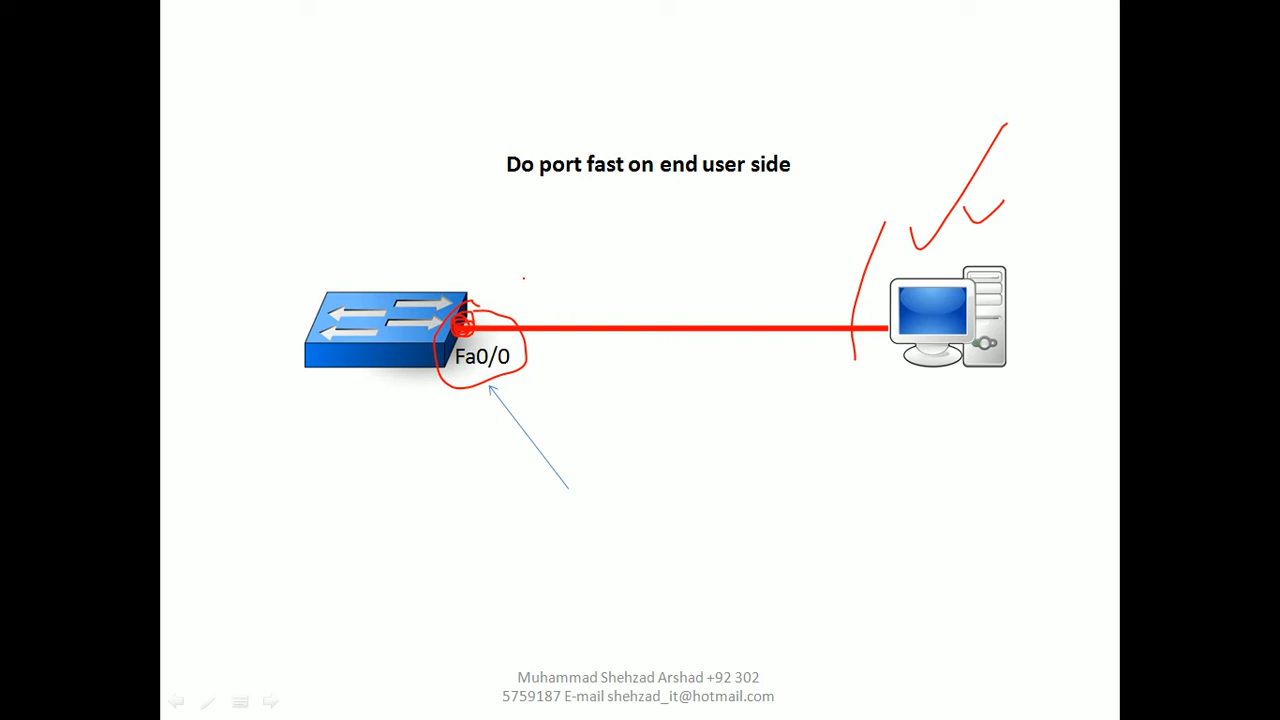 Do port fast on end user side
Fa0/0
Muhammad Shehzad Arshad +92 302
5759187 E-mail shehzad_it@hotmail.com